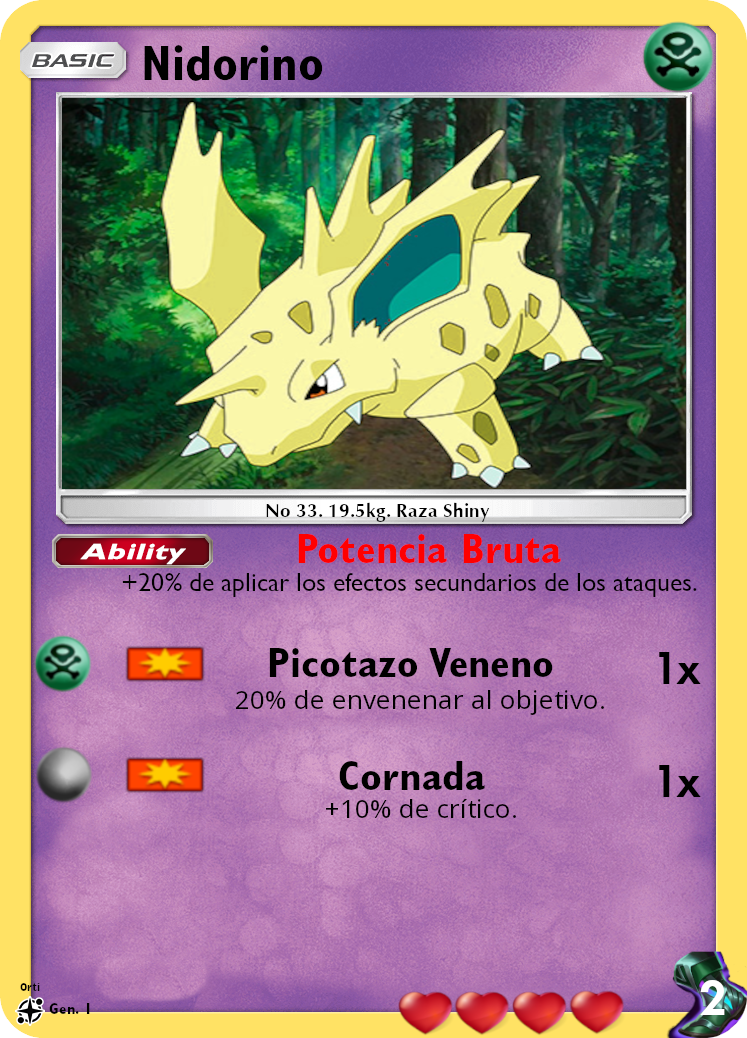 BASIC Nidorino
No 33. 19.5kg. Raza Shiny
Ability Potencia Bruta
+20% de aplicar los efectos secundarios de los ataques.
Picotazo Veneno 1x
20% de envenenar al objetivo.
Cornada 1x
+10% de crítico.
Orti
Gen. 1
2